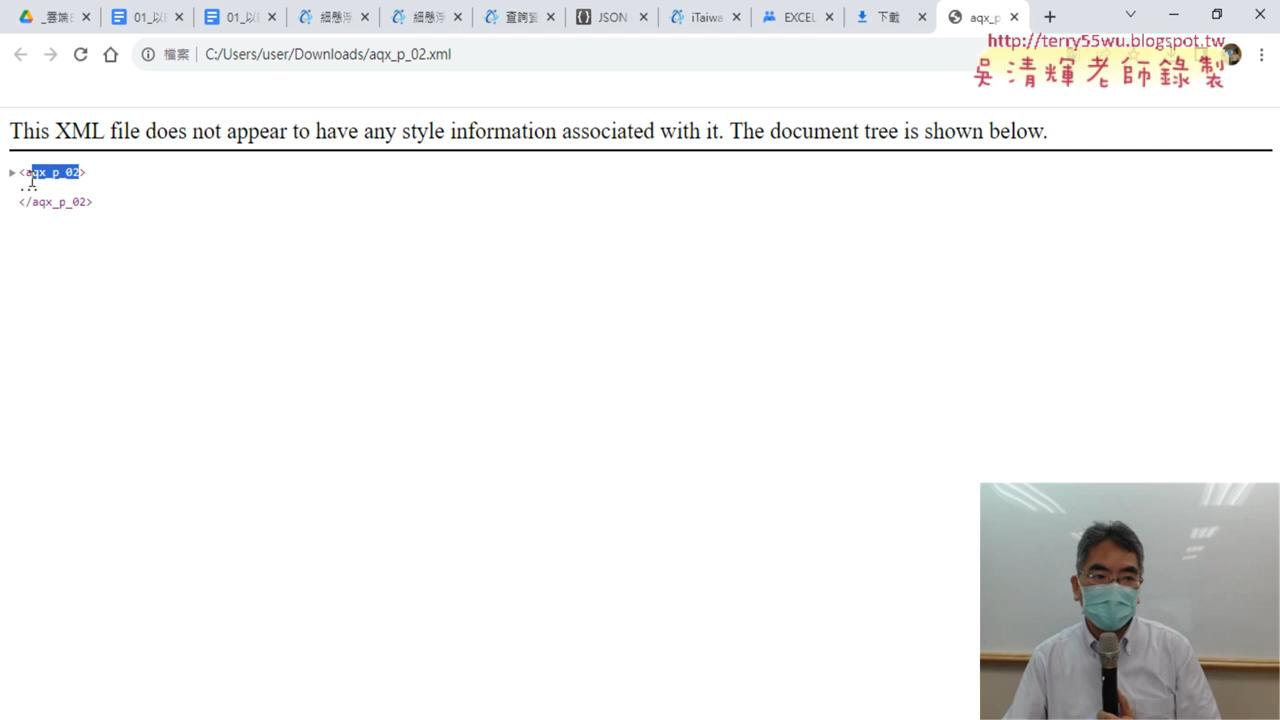 雲端
01_以
01_以
細懸浮
細懸浮
查詢
JSON
iTaiwa
EXCEL
下載
aqx_p
檔案
C:/Users/user/Downloads/aqx_p_02.xml
http://terry55wu.blogspot.tw
吳清輝老師錄製
This XML file does not appear to have any style information associated with it. The document tree is shown below.
<aqx_p_02>
...
</aqx_p_02>